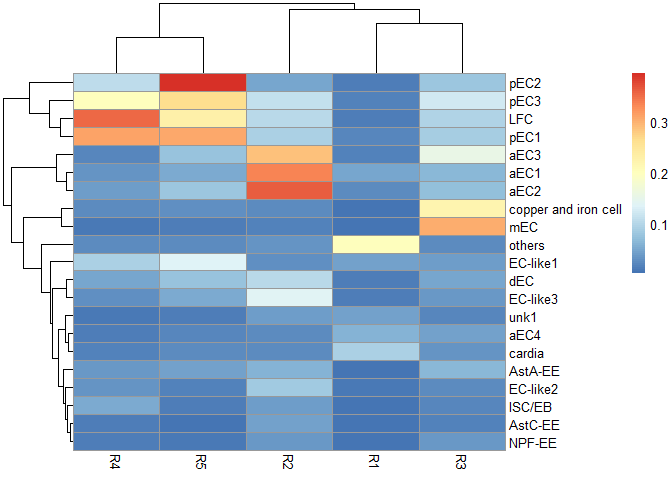 pEC2
pEC3
LFC
pEC1
aEC3
aEC1
aEC2
copper and iron cell
mEC
others
EC-like1
dEC
EC-like3
unk1
aEC4
cardia
AstA-EE
EC-like2
ISC/EB
AstC-EE
NPF-EE
R4
R5
R2
R1
R3
0.3
0.2
0.1